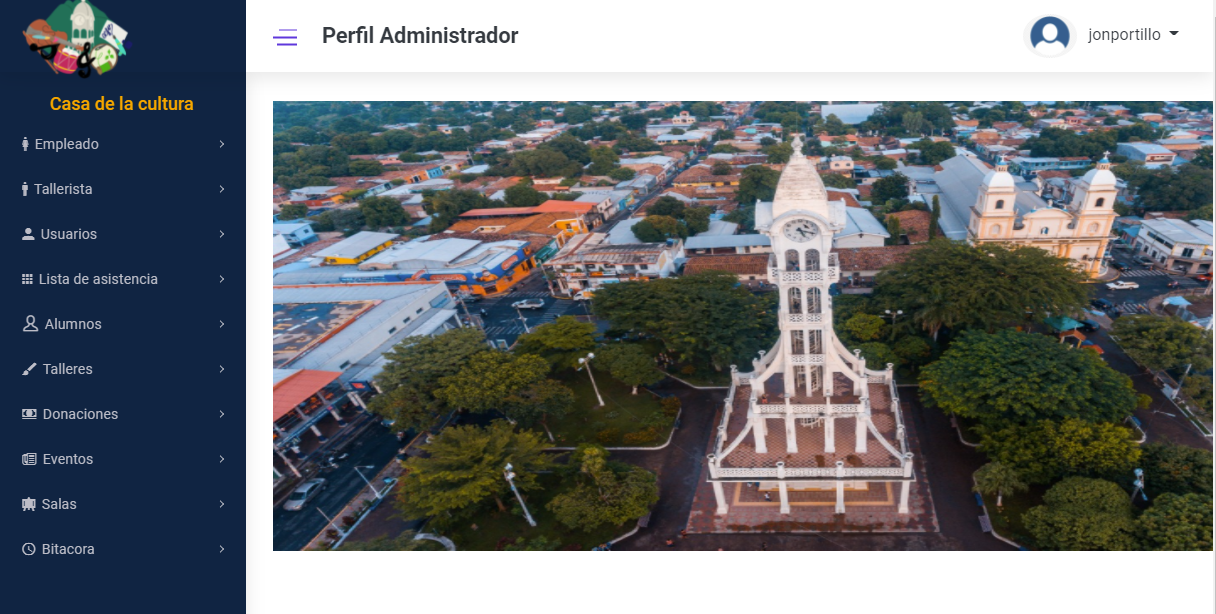 Perfil Administrador
jonportillo
Casa de la cultura
Empleado
Tallerista
Usuarios
Lista de asistencia
Alumnos
Talleres
Donaciones
Eventos
Salas
Bitacora